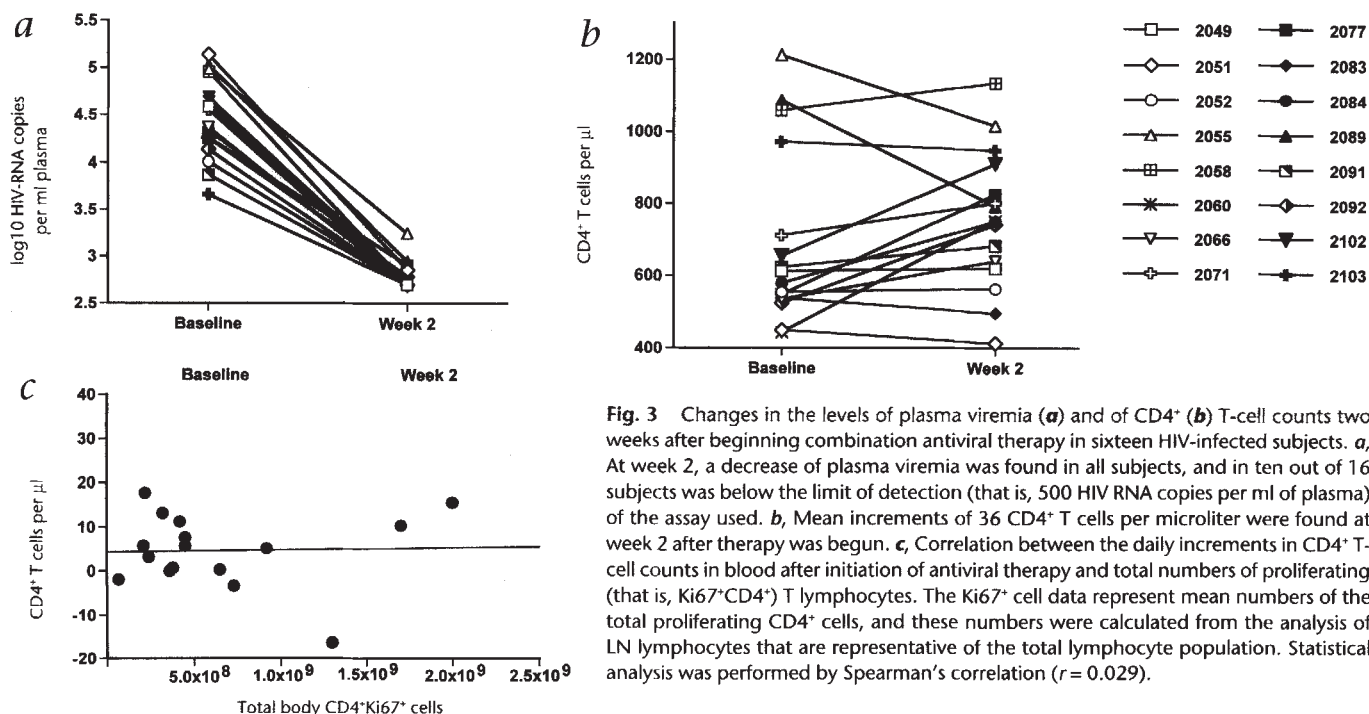 a
5.5
5
4.5
4
3.5
3
2.5
log10 HIV-RNA copies
per ml plasma
Baseline Week 2
b
1200
1000
800
600
400
CD4+ T cells per µl
Baseline Week 2
2049 2077
2051 2083
2052 2084
2055 2089
2058 2091
2060 2092
2066 2102
2071 2103
Baseline Week 2
c
40
30
20
10
0
-10
-20
CD4+ T cells per µl
5.0x10⁸ 1.0x10⁹ 1.5x10⁹ 2.0x10⁹ 2.5x10⁹
Total body CD4+Ki67+ cells
Fig. 3 Changes in the levels of plasma viremia (a) and of CD4+ (b) T-cell counts two
weeks after beginning combination antiviral therapy in sixteen HIV-infected subjects. a,
At week 2, a decrease of plasma viremia was found in all subjects, and in ten out of 16
subjects was below the limit of detection (that is, 500 HIV RNA copies per ml of plasma)
of the assay used. b, Mean increments of 36 CD4+ T cells per microliter were found at
week 2 after therapy was begun. c, Correlation between the daily increments in CD4+ T-
cell counts in blood after initiation of antiviral therapy and total numbers of proliferating
(that is, Ki67+CD4+) T lymphocytes. The Ki67+ cell data represent mean numbers of the
total proliferating CD4+ cells, and these numbers were calculated from the analysis of
LN lymphocytes that are representative of the total lymphocyte population. Statistical
analysis was performed by Spearman's correlation (r = 0.029).